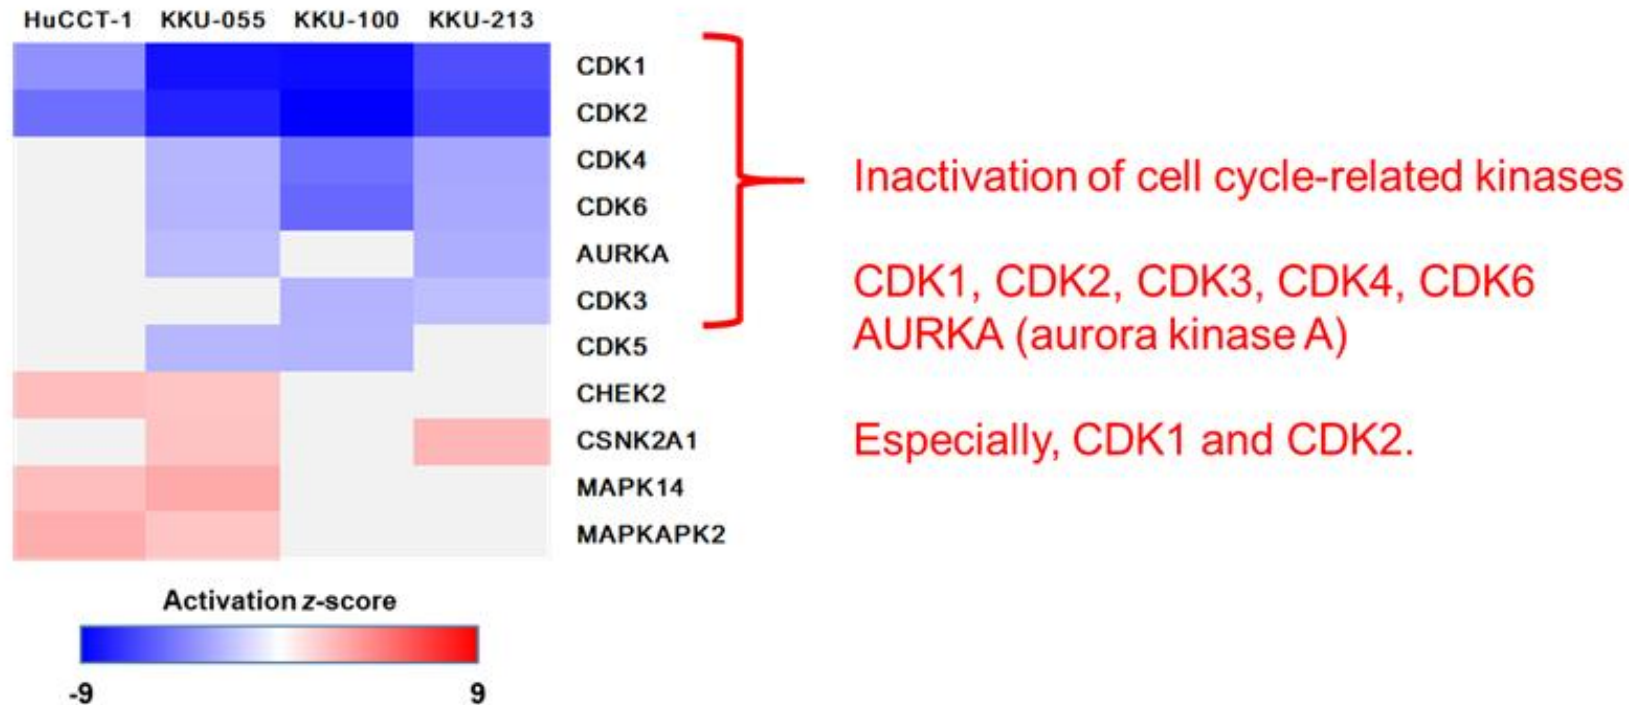 HuCCT-1 KKU-055 KKU-100 KKU-213
CDK1
CDK2
CDK4
CDK6
AURKA
CDK3
CDK5
CHEK2
CSNK2A1
MAPK14
MAPKAPK2
Inactivation of cell cycle-related kinases
CDK1, CDK2, CDK3, CDK4, CDK6
AURKA (aurora kinase A)
Especially, CDK1 and CDK2.
Activation z-score
-9 9